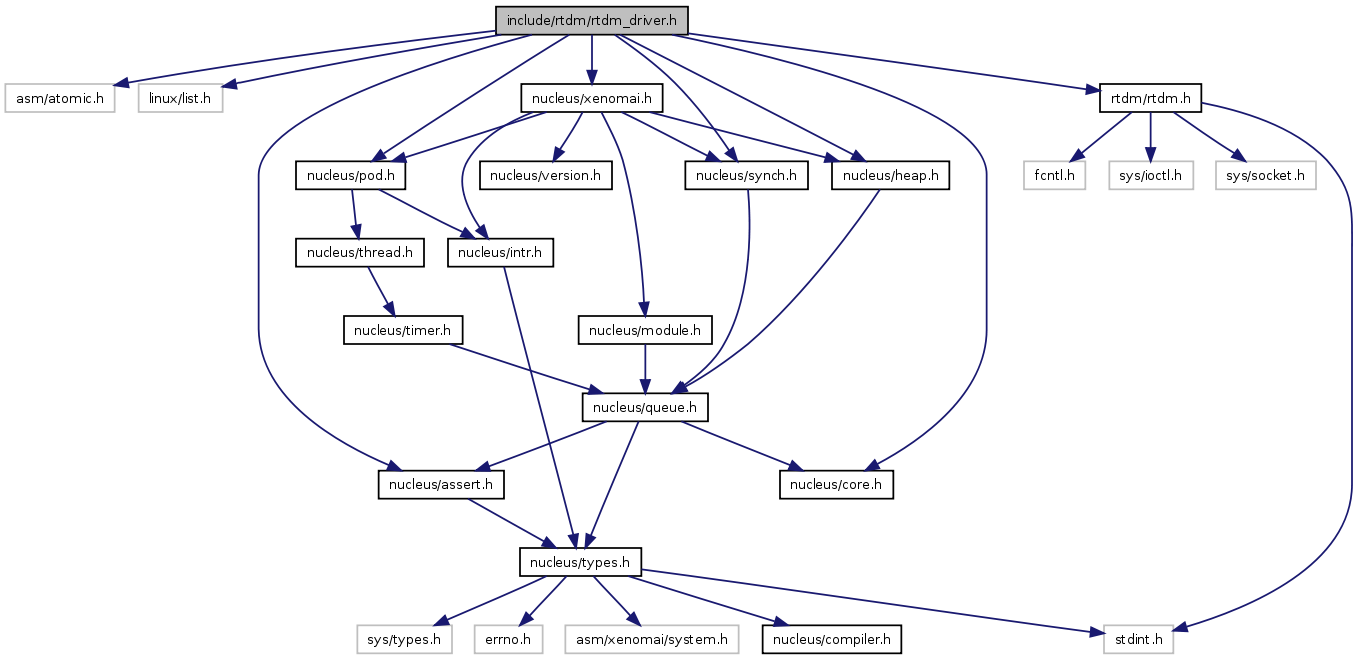 include/rtdm/rtdm_driver.h
asm/atomic.h
linux/list.h
nucleus/xenomai.h
rtdm/rtdm.h
nucleus/pod.h
nucleus/version.h
nucleus/synch.h
nucleus/heap.h
fcntl.h
sys/ioctl.h
sys/socket.h
nucleus/thread.h
nucleus/intr.h
nucleus/timer.h
nucleus/module.h
nucleus/queue.h
nucleus/assert.h
nucleus/core.h
nucleus/types.h
sys/types.h
errno.h
asm/xenomai/system.h
nucleus/compiler.h
stdint.h